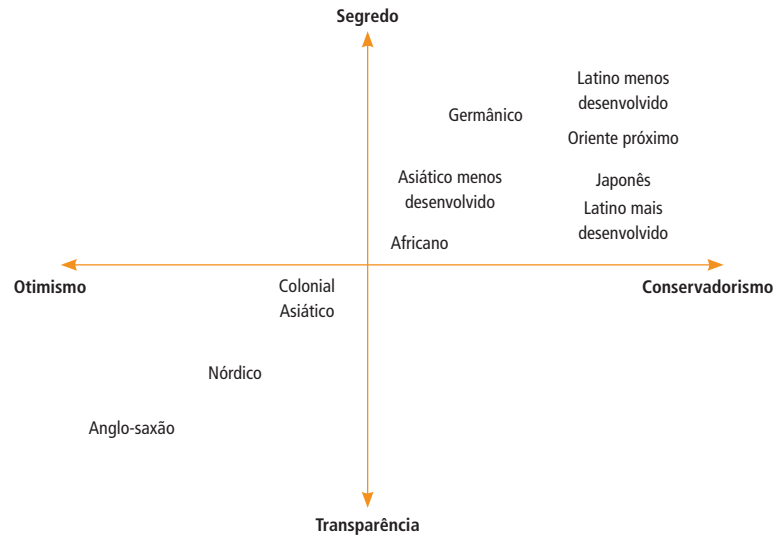 Segredo
Latino menos
desenvolvido
Germânico
Oriente próximo
Asiático menos
desenvolvido
Japonês
Latino mais
desenvolvido
Africano
Otimismo
Conservadorismo
Colonial
Asiático
Nórdico
Anglo-saxão
Transparência